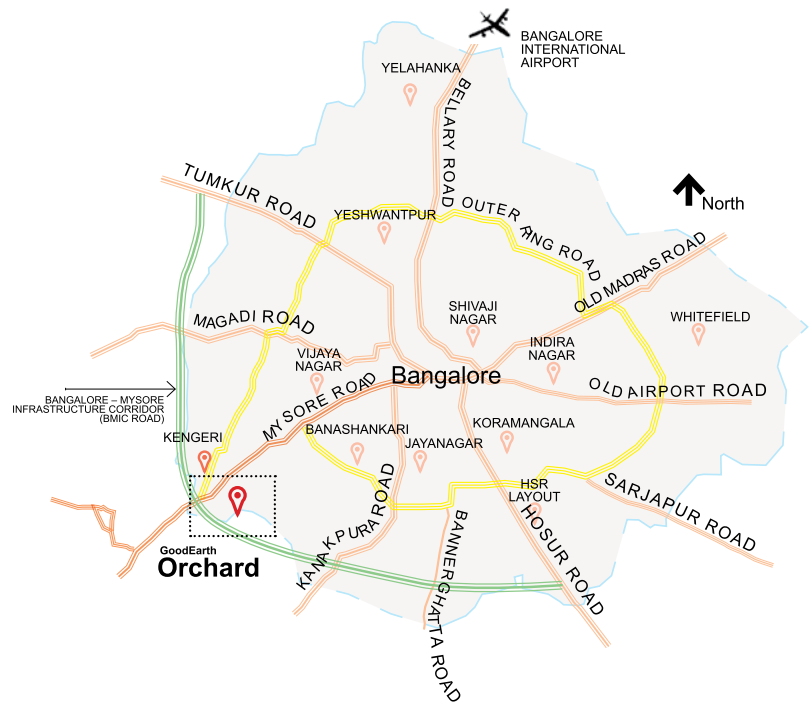 BANGALORE
INTERNATIONAL
AIRPORT
YELAHANKA
BELLARY ROAD
TUMKUR ROAD
North
YESHWANTPUR
OUTER RING ROAD
OLD MADRAS ROAD
MAGADI ROAD
SHIVAJI
NAGAR
WHITEFIELD
VIJAYA
NAGAR
INDIRA
NAGAR
Bangalore
OLD AIRPORT ROAD
MYSORE ROAD
BANGALORE – MYSORE
INFRASTRUCTURE CORRIDOR
(BMIC ROAD)
KENGERI
BANASHANKARI
JAYANAGAR
KORAMANGALA
HSR
LAYOUT
SARJAPUR ROAD
KANAKPURA ROAD
BANNERGHATTA ROAD
HOSUR ROAD
GoodEarth
Orchard